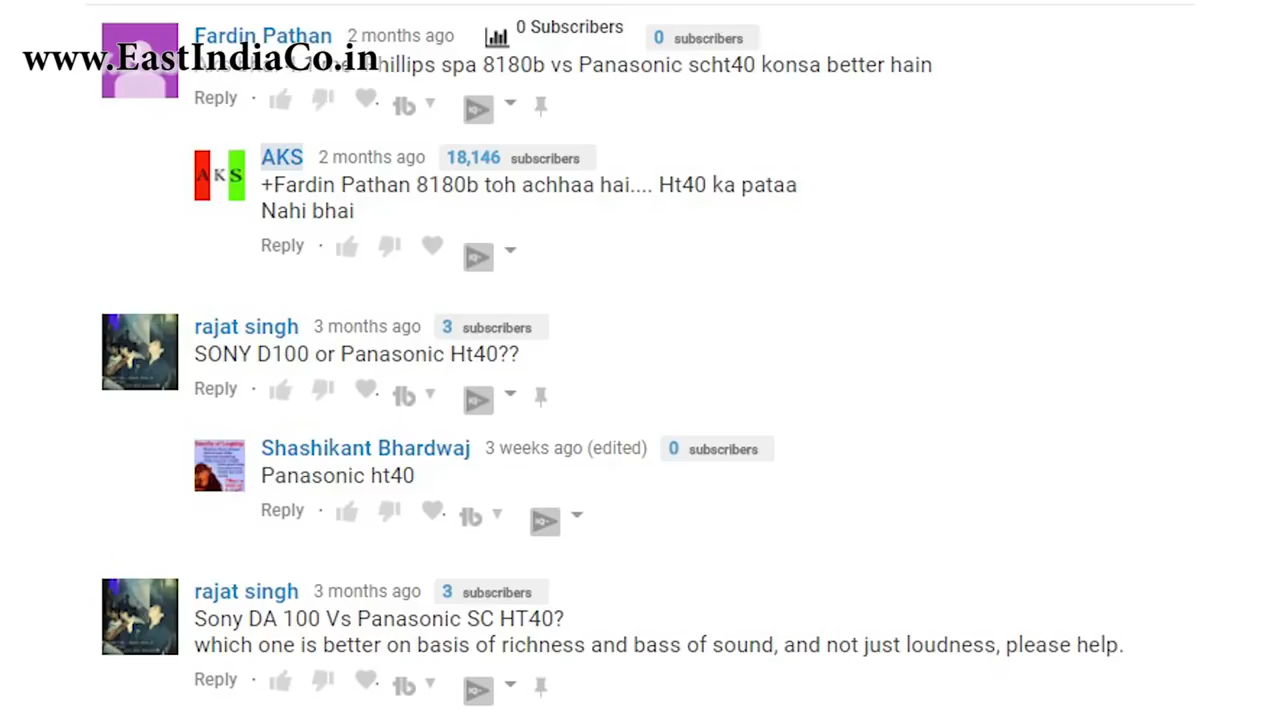 Fardin Pathan 2 months ago 0 Subscribers 0 subscribers
www.EastIndiaCo.in
Phillips spa 8180b vs Panasonic scht40 konsa better hain
Reply ·
AKS AKS 2 months ago 18,146 subscribers
+Fardin Pathan 8180b toh achhaa hai.... Ht40 ka pataa
Nahi bhai
Reply ·
rajat singh 3 months ago 3 subscribers
SONY D100 or Panasonic Ht40??
Reply ·
Shashikant Bhardwaj 3 weeks ago (edited) 0 subscribers
Panasonic ht40
Reply ·
rajat singh 3 months ago 3 subscribers
Sony DA 100 Vs Panasonic SC HT40?
which one is better on basis of richness and bass of sound, and not just loudness, please help.
Reply ·